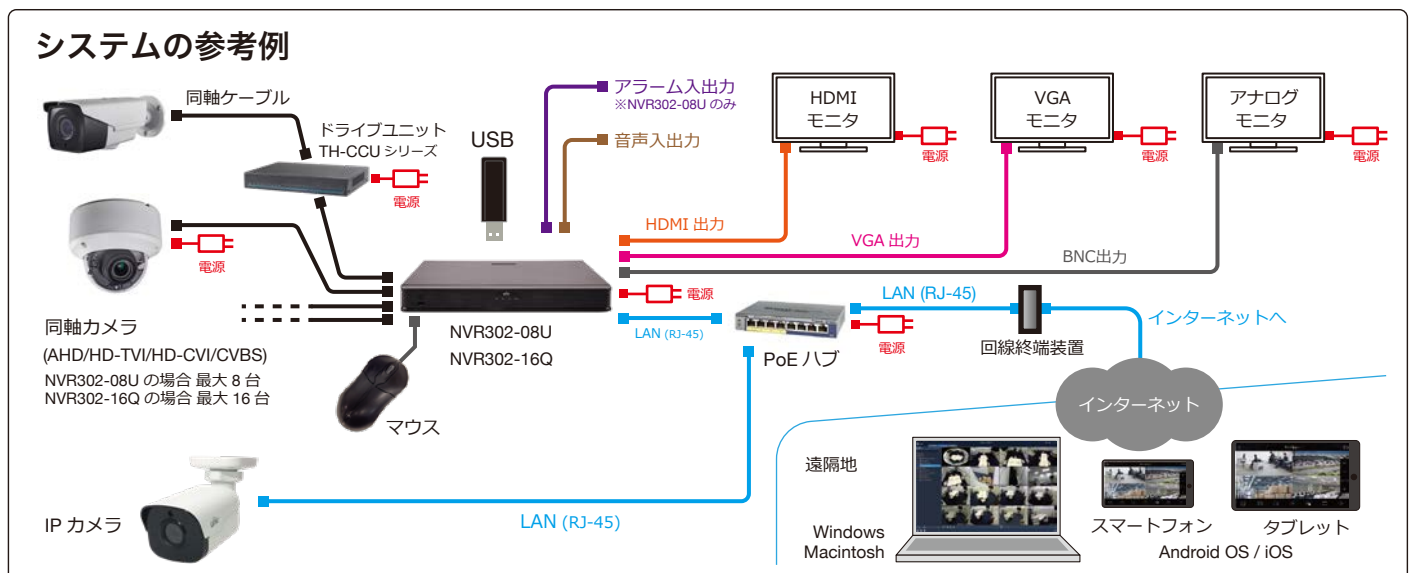 システムの参考例
同軸ケーブル
ドライブユニット
TH-CCU シリーズ
電源
USB
アラーム入出力
※NVR302-08U のみ
音声入出力
HDMI
モニタ
電源
VGA
モニタ
電源
アナログ
モニタ
電源
電源
HDMI 出力
VGA 出力
BNC出力
同軸カメラ
(AHD/HD-TVI/HD-CVI/CVBS)
NVR302-08U の場合 最大 8 台
NVR302-16Q の場合 最大 16 台
NVR302-08U
NVR302-16Q
電源
LAN (RJ-45)
マウス
PoE ハブ
電源
LAN (RJ-45)
回線終端装置
インターネットへ
インターネット
IP カメラ
LAN (RJ-45)
遠隔地
Windows
Macintosh
スマートフォン
タブレット
Android OS / iOS